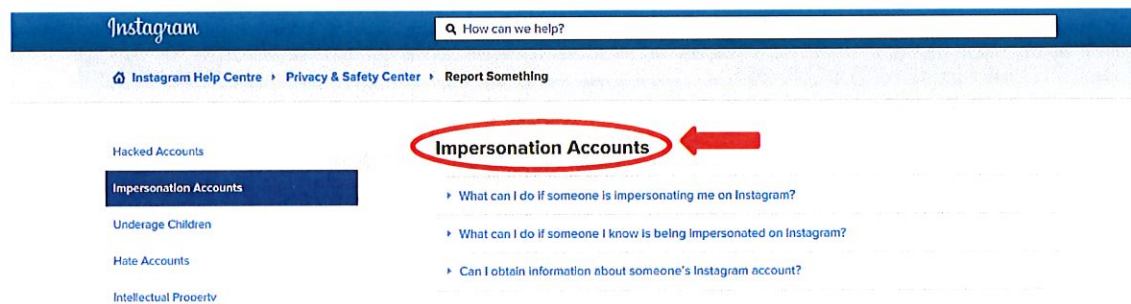 Instagram
How can we help?
Instagram Help Centre › Privacy & Safety Center › Report Something
Hacked Accounts
Impersonation Accounts
Underage Children
Hate Accounts
Intellectual Property
Impersonation Accounts
What can I do if someone is impersonating me on Instagram?
What can I do if someone I know is being impersonated on Instagram?
Can I obtain information about someone's Instagram account?